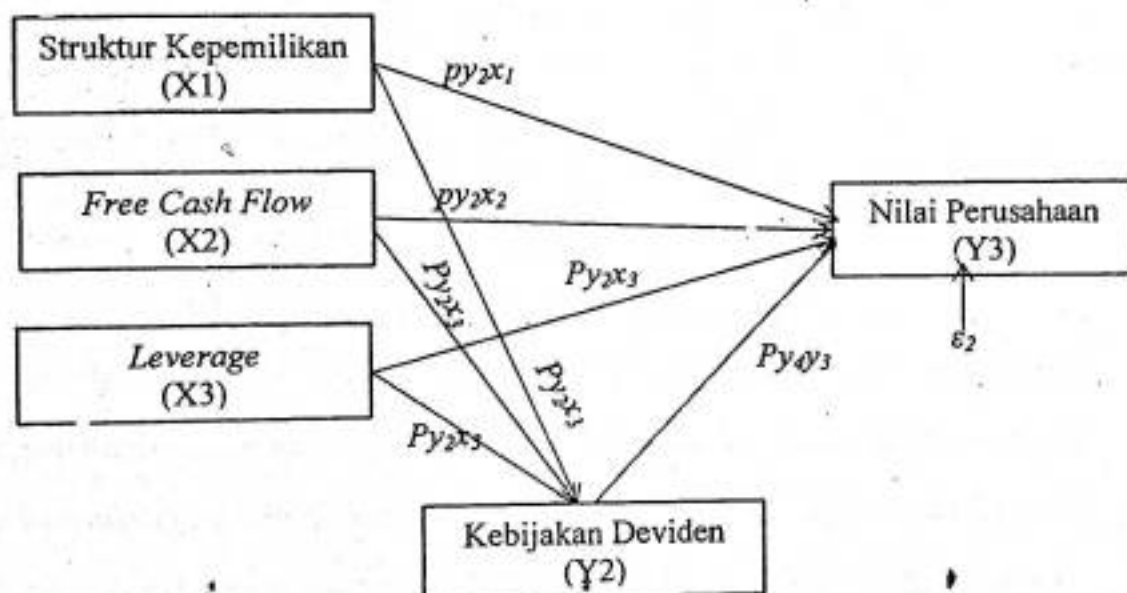 Struktur Kepemilikan
(X1)
py₂x₁
Free Cash Flow
(X2)
py₂x₂
Nilai Perusahaan
(Y3)
Py₂x₃
Py₂x₃
ε₂
Leverage
(X3)
Py₄y₃
Py₂x₃
Py₂x₃
Kebijakan Deviden
(Y2)